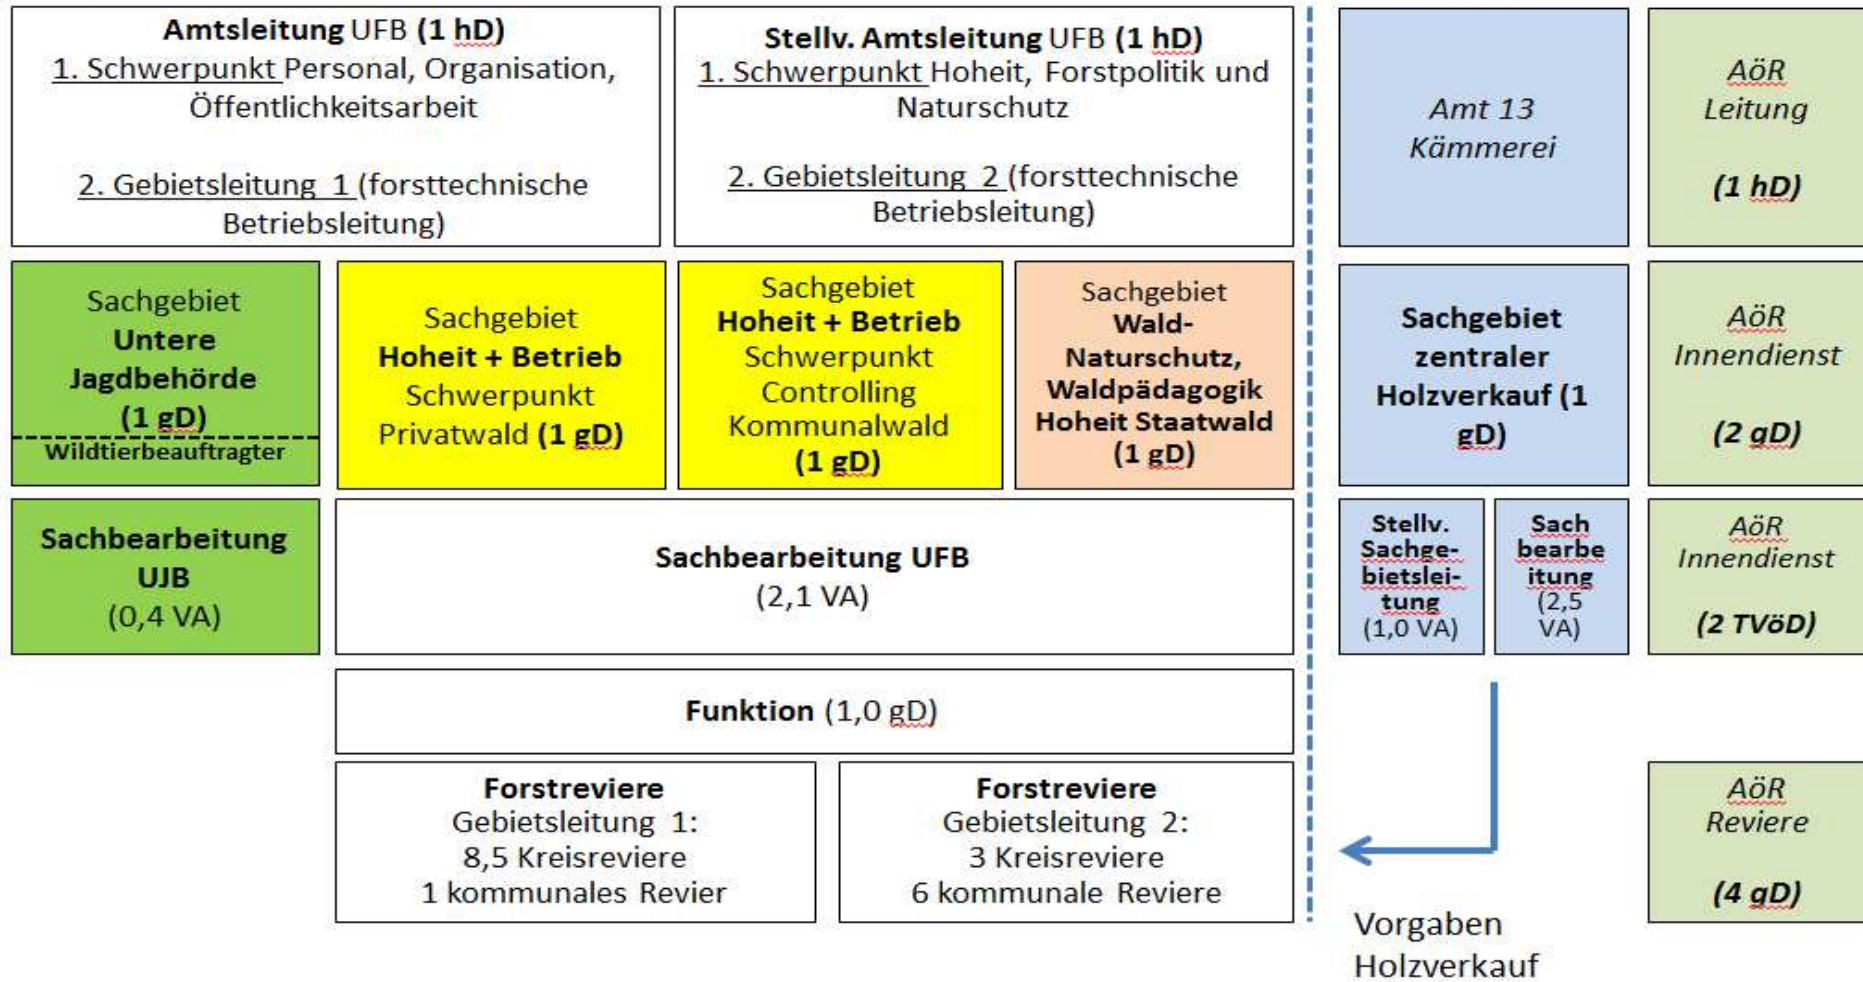 Amtsleitung UFB (1 hD)
1. Schwerpunkt Personal, Organisation,
Öffentlichkeitsarbeit
2. Gebietsleitung 1 (forsttechnische
Betriebsleitung)
Stellv. Amtsleitung UFB (1 hD)
1. Schwerpunkt Hoheit, Forstpolitik und
Naturschutz
2. Gebietsleitung 2 (forsttechnische
Betriebsleitung)
Amt 13
Kämmerei
AöR
Leitung
(1 hD)
Sachgebiet
Untere
Jagdbehörde
(1 gD)
Wildtierbeauftragter
Sachgebiet
Hoheit + Betrieb
Schwerpunkt
Privatwald (1 gD)
Sachgebiet
Hoheit + Betrieb
Schwerpunkt
Controlling
Kommunalwald
(1 gD)
Sachgebiet
Wald-
Naturschutz,
Waldpädagogik
Hoheit Staatwald
(1 gD)
Sachgebiet
zentraler
Holzverkauf (1
gD)
AöR
Innendienst
(2 gD)
Sachbearbeitung
UJB
(0,4 VA)
Sachbearbeitung UFB
(2,1 VA)
Stellv.
Sachge-
bietslei-
tung
(1,0 VA)
Sach
bearbe
itung
(2,5
VA)
AöR
Innendienst
(2 TVöD)
Funktion (1,0 gD)
Forstreviere
Gebietsleitung 1:
8,5 Kreisreviere
1 kommunales Revier
Forstreviere
Gebietsleitung 2:
3 Kreisreviere
6 kommunale Reviere
AöR
Reviere
(4 gD)
Vorgaben
Holzverkauf